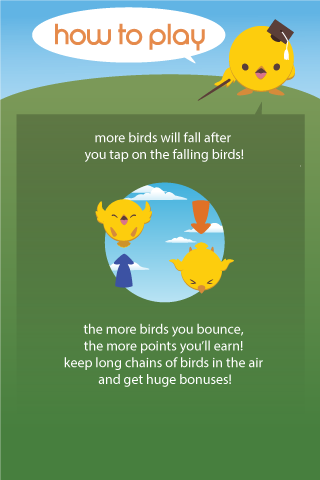 how to play
more birds will fall after
you tap on the falling birds!
the more birds you bounce,
the more points you'll earn!
keep long chains of birds in the air
and get huge bonuses!